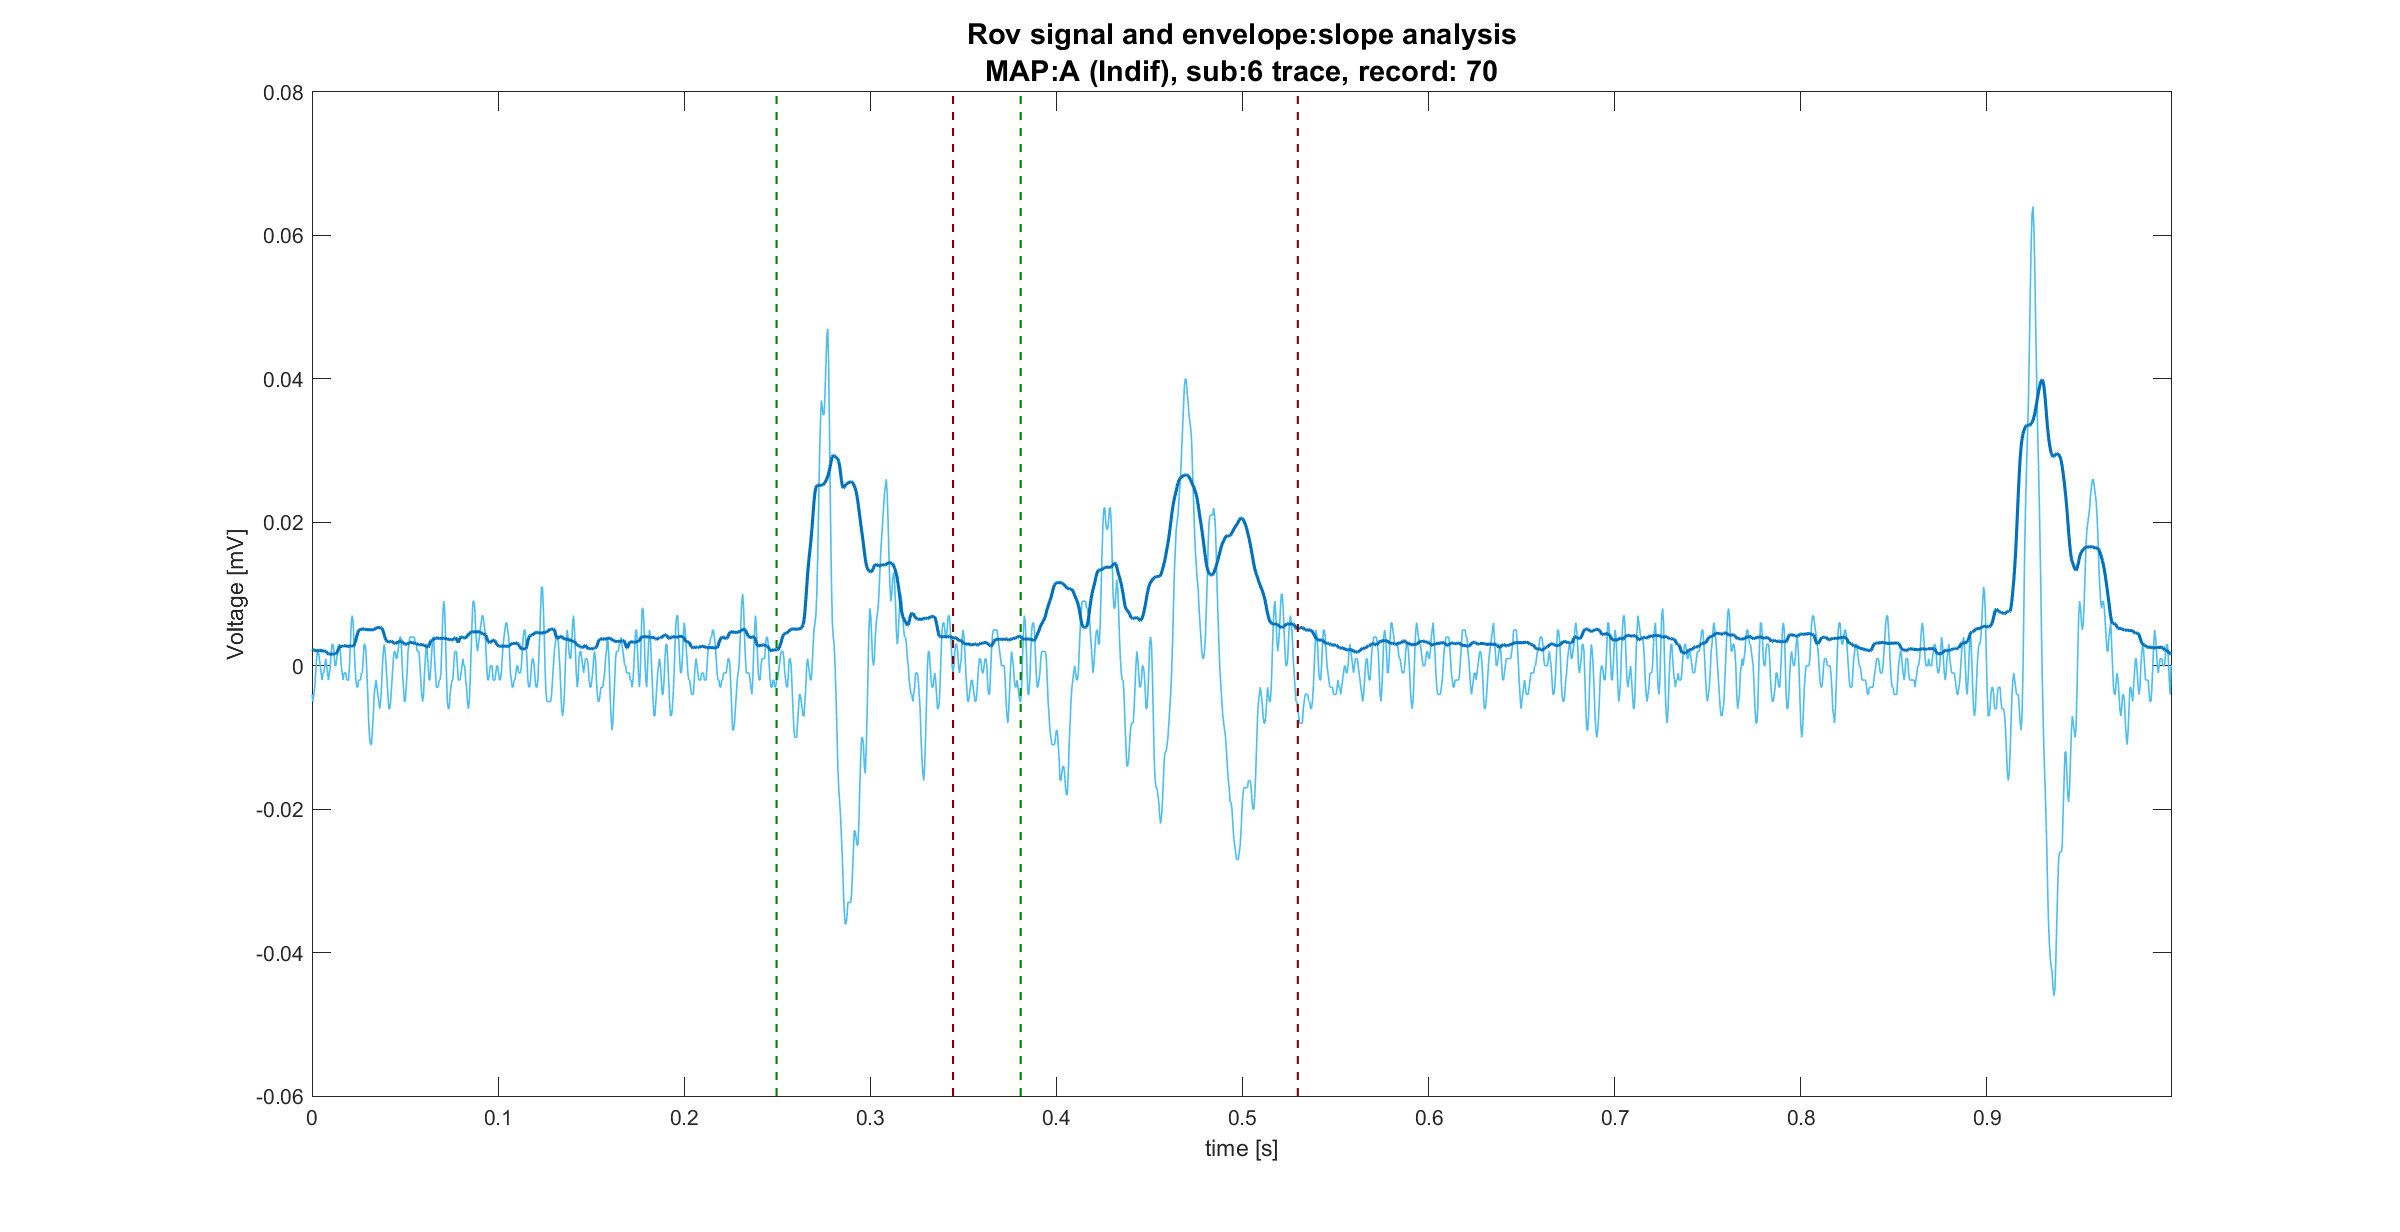 Rov signal and envelope:slope analysis
MAP:A (Indif), sub:6 trace, record: 70
0.08
0.06
0.04
0.02
0
-0.02
-0.04
-0.06
Voltage [mV]
0 0.1 0.2 0.3 0.4 0.5 0.6 0.7 0.8 0.9
time [s]